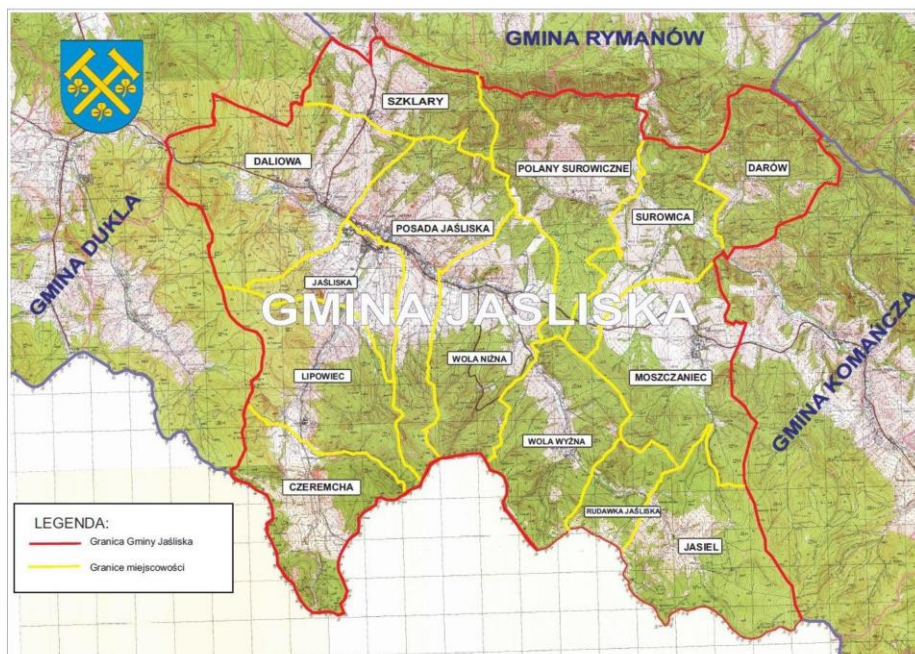 GMINA RYMANÓW
SZKLARY
DALIOWA
POLANY SUROWICZNE
DARÓW
SUROWICA
POSADA JAŚLISKA
GMINA DUKLA
JAŚLISKA
GMINA JAŚLISKA
WOLA NIŻNA
LIPOWIEC
MOSZCZANIEC
GMINA KOMAŃCZA
WOLA WYŻNA
CZEREMCHA
RUDAWKA JAŚLISKA
JASIEL
LEGENDA:
Granica Gminy Jaśliska
Granice miejscowości